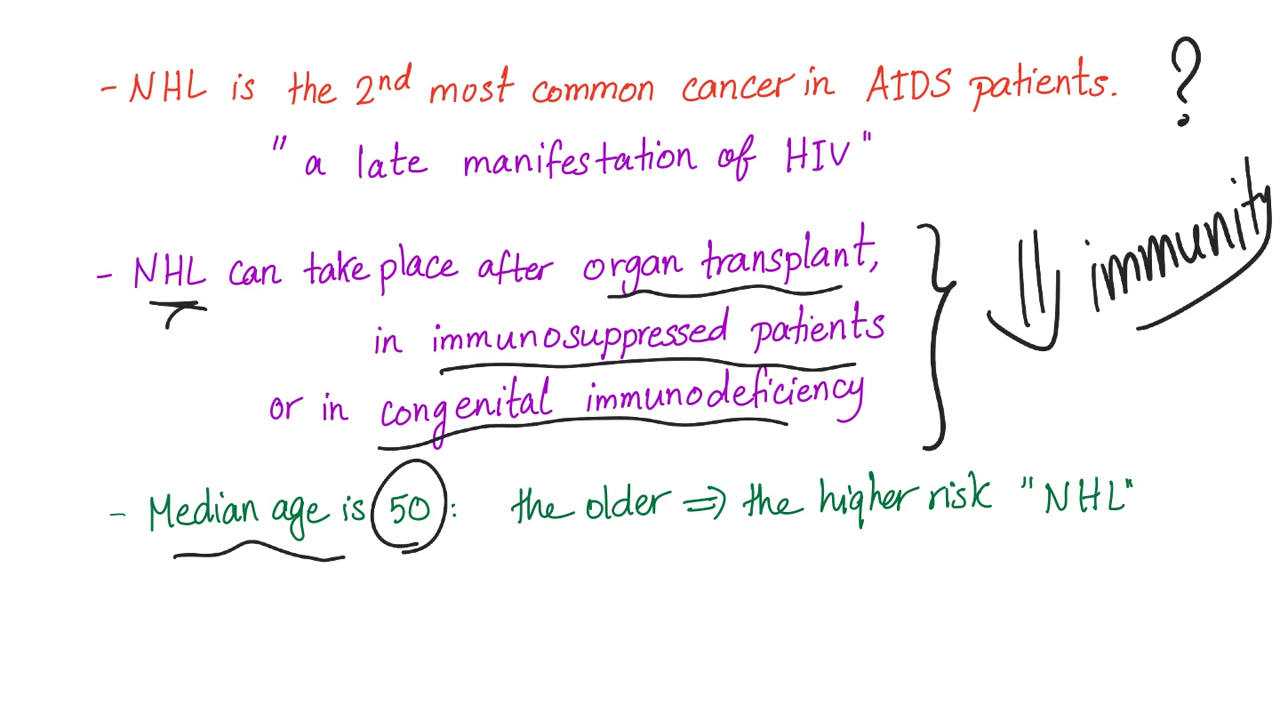 - NHL is the 2nd most common cancer in AIDS patients. ?
"a late manifestation of HIV"
- NHL can take place after organ transplant,
in immunosuppressed patients
or in congenital immunodeficiency
immunity
- Median age is 50: the older ⇒ the higher risk "NHL"